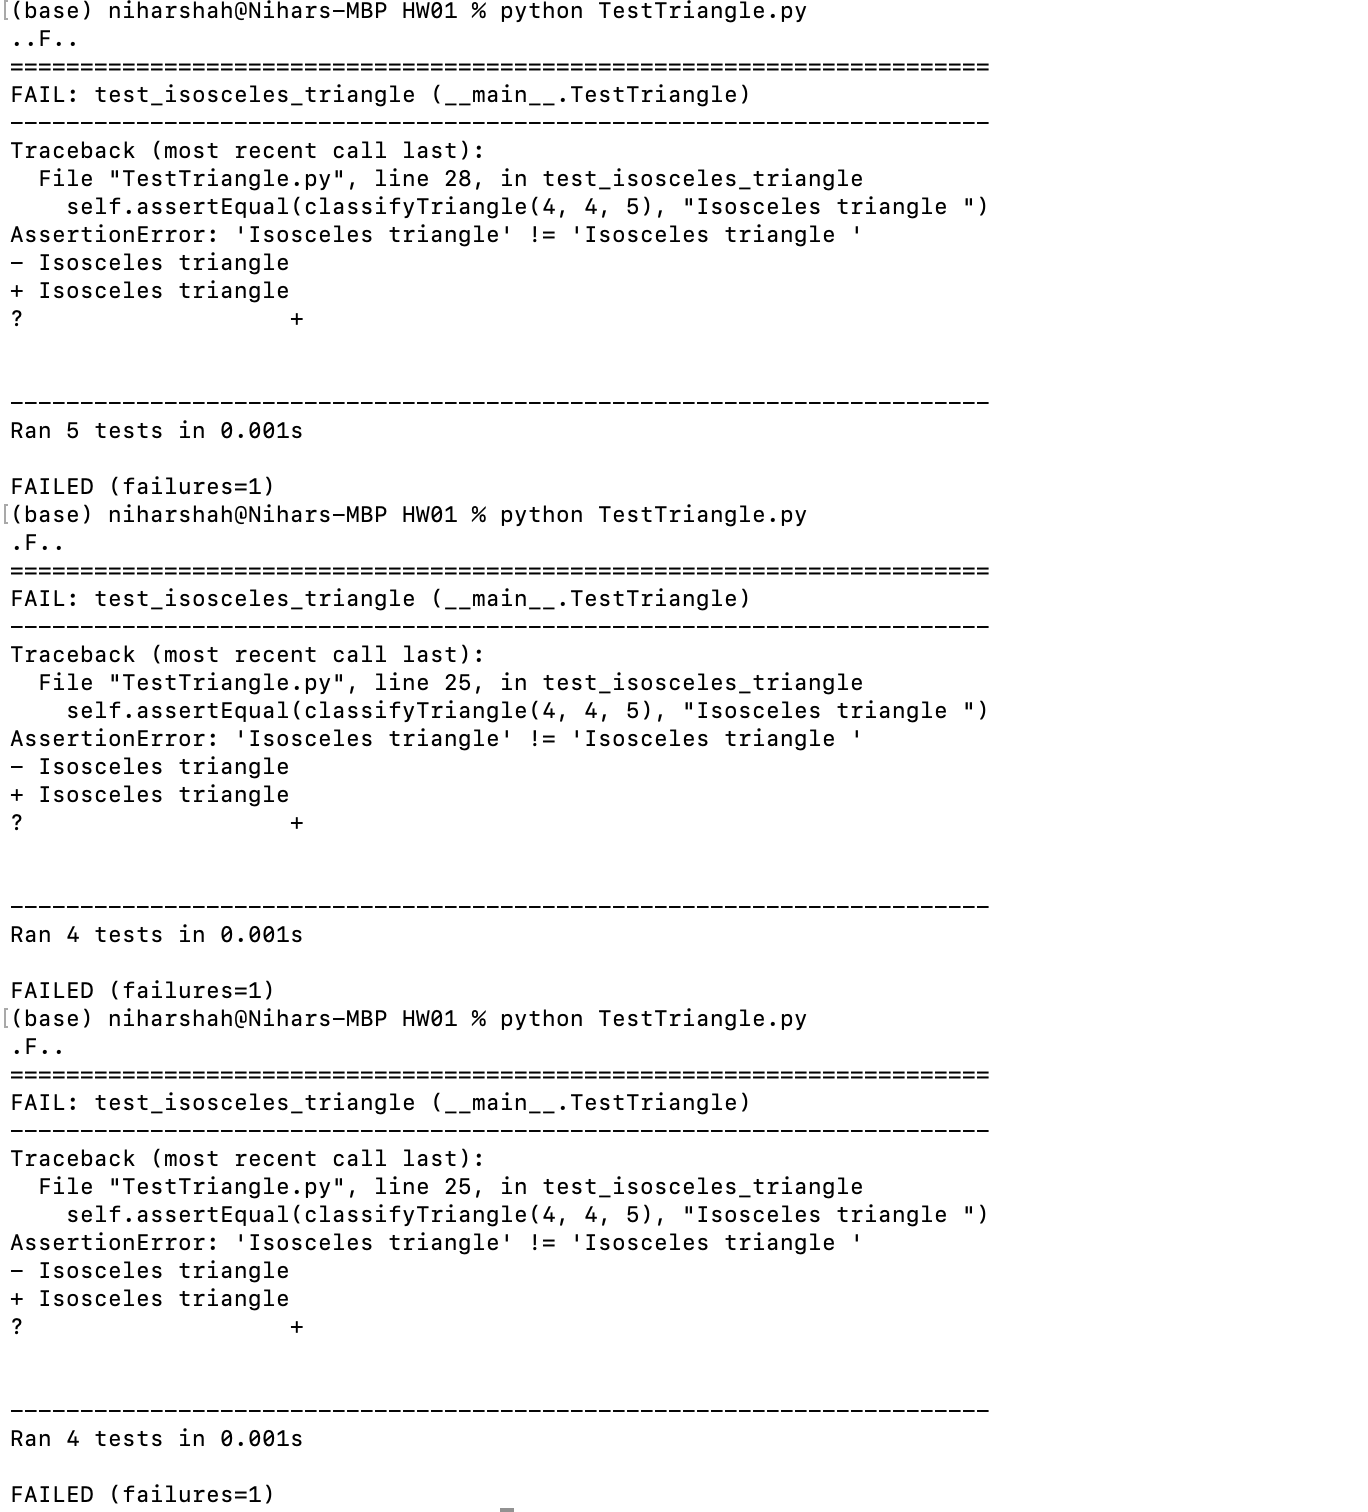 [(base) niharshah@Nihars-MBP HW01 % python TestTriangle.py
..F..
======================================================================
FAIL: test_isosceles_triangle (__main__.TestTriangle)
----------------------------------------------------------------------
Traceback (most recent call last):
  File "TestTriangle.py", line 28, in test_isosceles_triangle
    self.assertEqual(classifyTriangle(4, 4, 5), "Isosceles triangle ")
AssertionError: 'Isosceles triangle' != 'Isosceles triangle '
- Isosceles triangle
+ Isosceles triangle
?                   +
----------------------------------------------------------------------
Ran 5 tests in 0.001s
FAILED (failures=1)
[(base) niharshah@Nihars-MBP HW01 % python TestTriangle.py
.F..
======================================================================
FAIL: test_isosceles_triangle (__main__.TestTriangle)
----------------------------------------------------------------------
Traceback (most recent call last):
  File "TestTriangle.py", line 25, in test_isosceles_triangle
    self.assertEqual(classifyTriangle(4, 4, 5), "Isosceles triangle ")
AssertionError: 'Isosceles triangle' != 'Isosceles triangle '
- Isosceles triangle
+ Isosceles triangle
?                   +
----------------------------------------------------------------------
Ran 4 tests in 0.001s
FAILED (failures=1)
[(base) niharshah@Nihars-MBP HW01 % python TestTriangle.py
.F..
======================================================================
FAIL: test_isosceles_triangle (__main__.TestTriangle)
----------------------------------------------------------------------
Traceback (most recent call last):
  File "TestTriangle.py", line 25, in test_isosceles_triangle
    self.assertEqual(classifyTriangle(4, 4, 5), "Isosceles triangle ")
AssertionError: 'Isosceles triangle' != 'Isosceles triangle '
- Isosceles triangle
+ Isosceles triangle
?                   +
----------------------------------------------------------------------
Ran 4 tests in 0.001s
FAILED (failures=1)